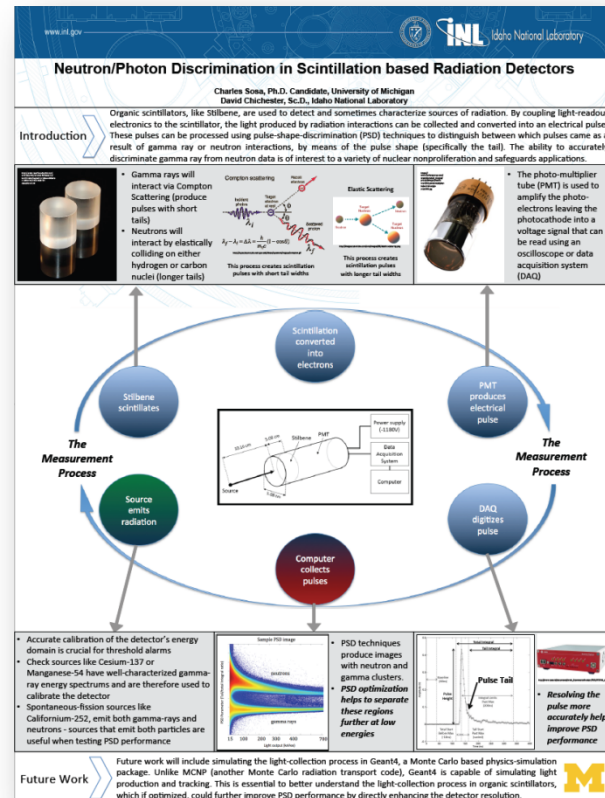 www.inl.gov
INL
Idaho National Laboratory
Neutron/Photon Discrimination in Scintillation based Radiation Detectors
Charles Sosa, Ph.D. Candidate, University of Michigan
David Chichester, Sc.D., Idaho National Laboratory
Introduction
Organic scintillators, like Stilbene, are used to detect and sometimes characterize sources of radiation. By coupling light-readout
electronics to the scintillator, the light produced by radiation interactions can be collected and converted into an electrical pulse
These pulses can be processed using pulse-shape-discrimination (PSD) techniques to distinguish between which pulses came as a
result of gamma ray or neutron interactions, by means of the pulse shape (specifically the tail). The ability to accurately
discriminate gamma ray from neutron data is of interest to a variety of nuclear nonproliferation and safeguards applications.
• Gamma rays will
interact via Compton
Scattering (produce
pulses with short
tails)
• Neutrons will
interact by elastically
colliding on either
hydrogen or carbon
nuclei (longer tails)
Compton scattering
Recoil electron
Incident photon
Target electron at rest
Scattered photon
This process creates scintillation
pulses with short tail widths
Elastic Scattering
This process creates
scintillation pulses
with longer tail widths
• The photo-multiplier
tube (PMT) is used to
amplify the photo-
electrons leaving the
photocathode into a
voltage signal that can
be read using an
oscilloscope or data
acquisition system
(DAQ)
Scintillation
converted
into
electrons
Stilbene
scintillates
PMT
produces
electrical
pulse
The
Measurement
Process
The
Measurement
Process
Source
emits
radiation
DAQ
digitizes
pulse
Computer
collects
pulses
Stilbene
PMT
Source
Power supply
(-1100V)
Data
Acquisition
System
Computer
• Accurate calibration of the detector's energy
domain is crucial for threshold alarms
• Check sources like Cesium-137 or
Manganese-54 have well-characterized gamma-
ray energy spectrums and are therefore used to
calibrate the detector
• Spontaneous-fission sources like
Californium-252, emit both gamma-rays and
neutrons - sources that emit both particles are
useful when testing PSD performance
Sample PSD image
neutrons
gamma rays
• PSD techniques
produce images
with neutron and
gamma clusters.
• PSD optimization
helps to separate
these regions
further at low
energies
Total Integral
Tail Integral
Pulse
height
Pulse Tail
• Resolving the
pulse more
accurately help
improve PSD
performance
Future Work
Future work will include simulating the light-collection process in Geant4, a Monte Carlo based physics-simulation
package. Unlike MCNP (another Monte Carlo radiation transport code), Geant4 is capable of simulating light
production and tracking. This is essential to better understand the light-collection process in organic scintillators,
which if optimized, could further improve PSD performance by directly enhancing the detector resolution.
M